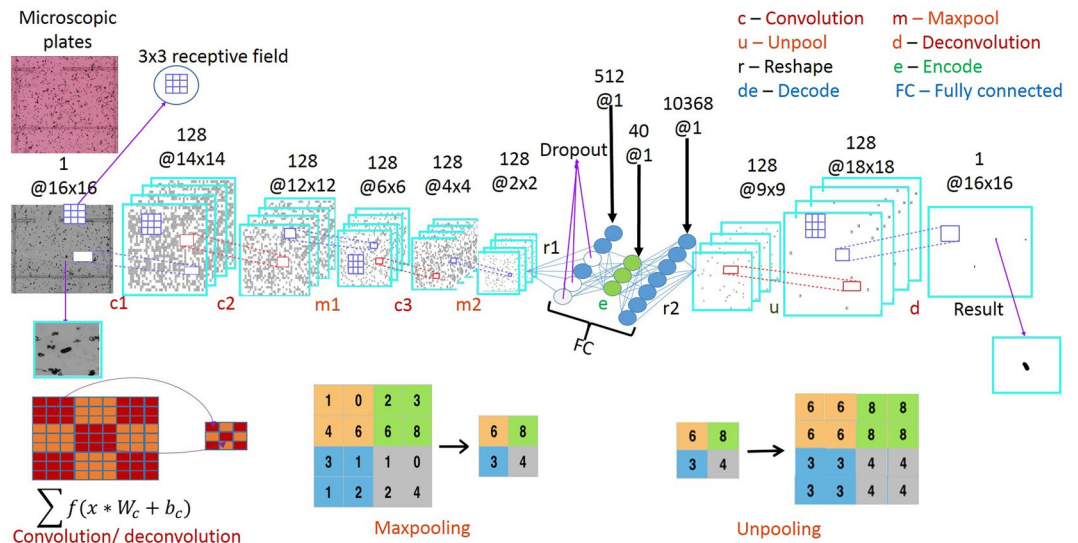 Microscopic
plates
3x3 receptive field
c – Convolution
m – Maxpool
u – Unpool
d – Deconvolution
r – Reshape
e – Encode
de – Decode
FC – Fully connected
1
@16x16
128
@14x14
128
@12x12
128
@6x6
128
@4x4
128
@2x2
Dropout
512
@1
40
@1
10368
@1
128
@9x9
128
@18x18
1
@16x16
c1
c2
m1
c3
m2
r1
e
FC
r2
u
d
Result
1 0 2 3
4 6 6 8
3 1 1 0
1 2 2 4
6 8
3 4
Maxpooling
6 8
3 4
6 6 8 8
6 6 8 8
3 3 4 4
3 3 4 4
Unpooling
∑ f(x * W_c + b_c)
Convolution/ deconvolution